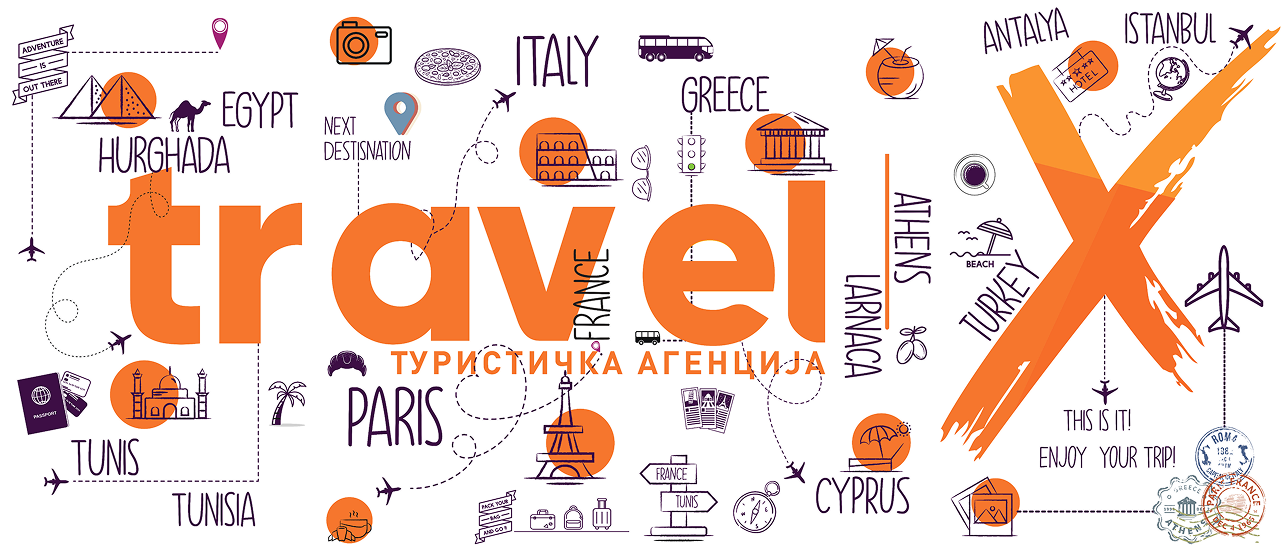 ADVENTURE
IS
OUT THERE
EGYPT
HURGHADA
NEXT
DESTISNATION
ITALY
GREECE
ANTALYA
ISTANBUL
HOTEL
travel X
ТУРИСТИЧКА АГЕНЦИЈА
FRANCE
ATHENS
LARNACA
BEACH
TURKEY
PASSPORT
TUNIS
TUNISIA
PARIS
PACK YOUR
BAG
AND GO!!
FRANCE
TUNIS
CYPRUS
THIS IS IT!
ENJOY YOUR TRIP!
ROMA
GREECE
ATHENS